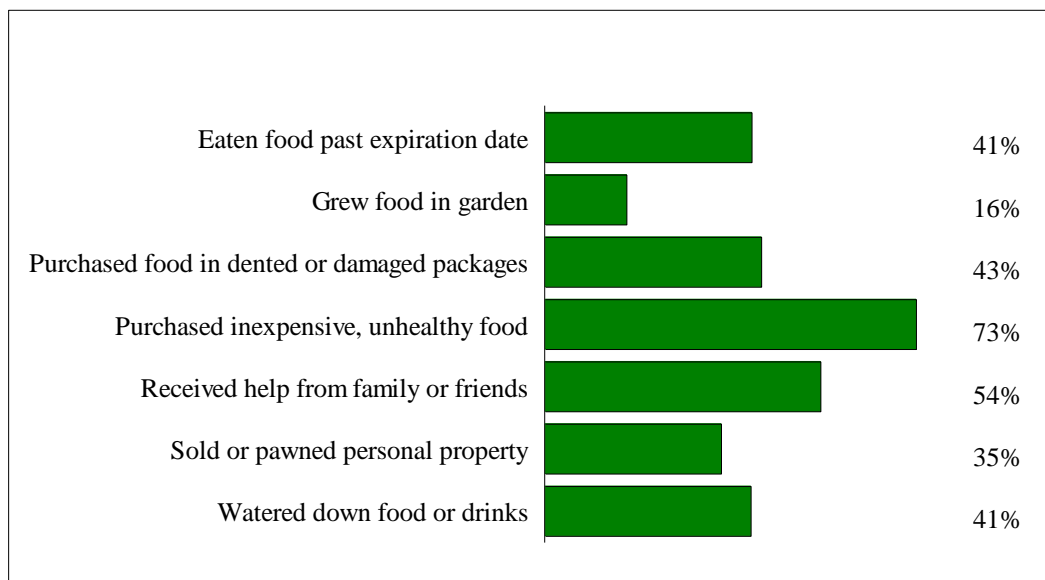 Eaten food past expiration date 41%
Grew food in garden 16%
Purchased food in dented or damaged packages 43%
Purchased inexpensive, unhealthy food 73%
Received help from family or friends 54%
Sold or pawned personal property 35%
Watered down food or drinks 41%